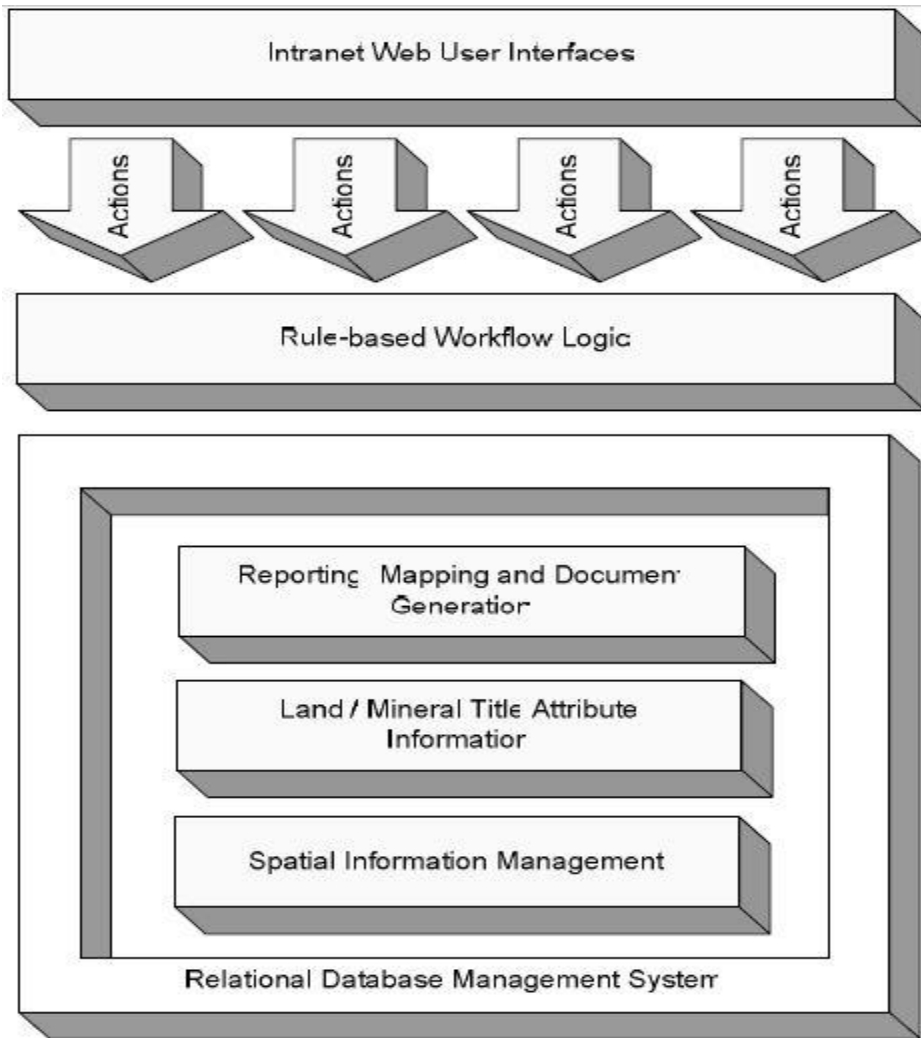 Intranet Web User Interfaces
Actions
Actions
Actions
Actions
Rule-based Workflow Logic
Reporting, Mapping and Document
Generation
Land / Mineral Title Attribute
Information
Spatial Information Management
Relational Database Management System